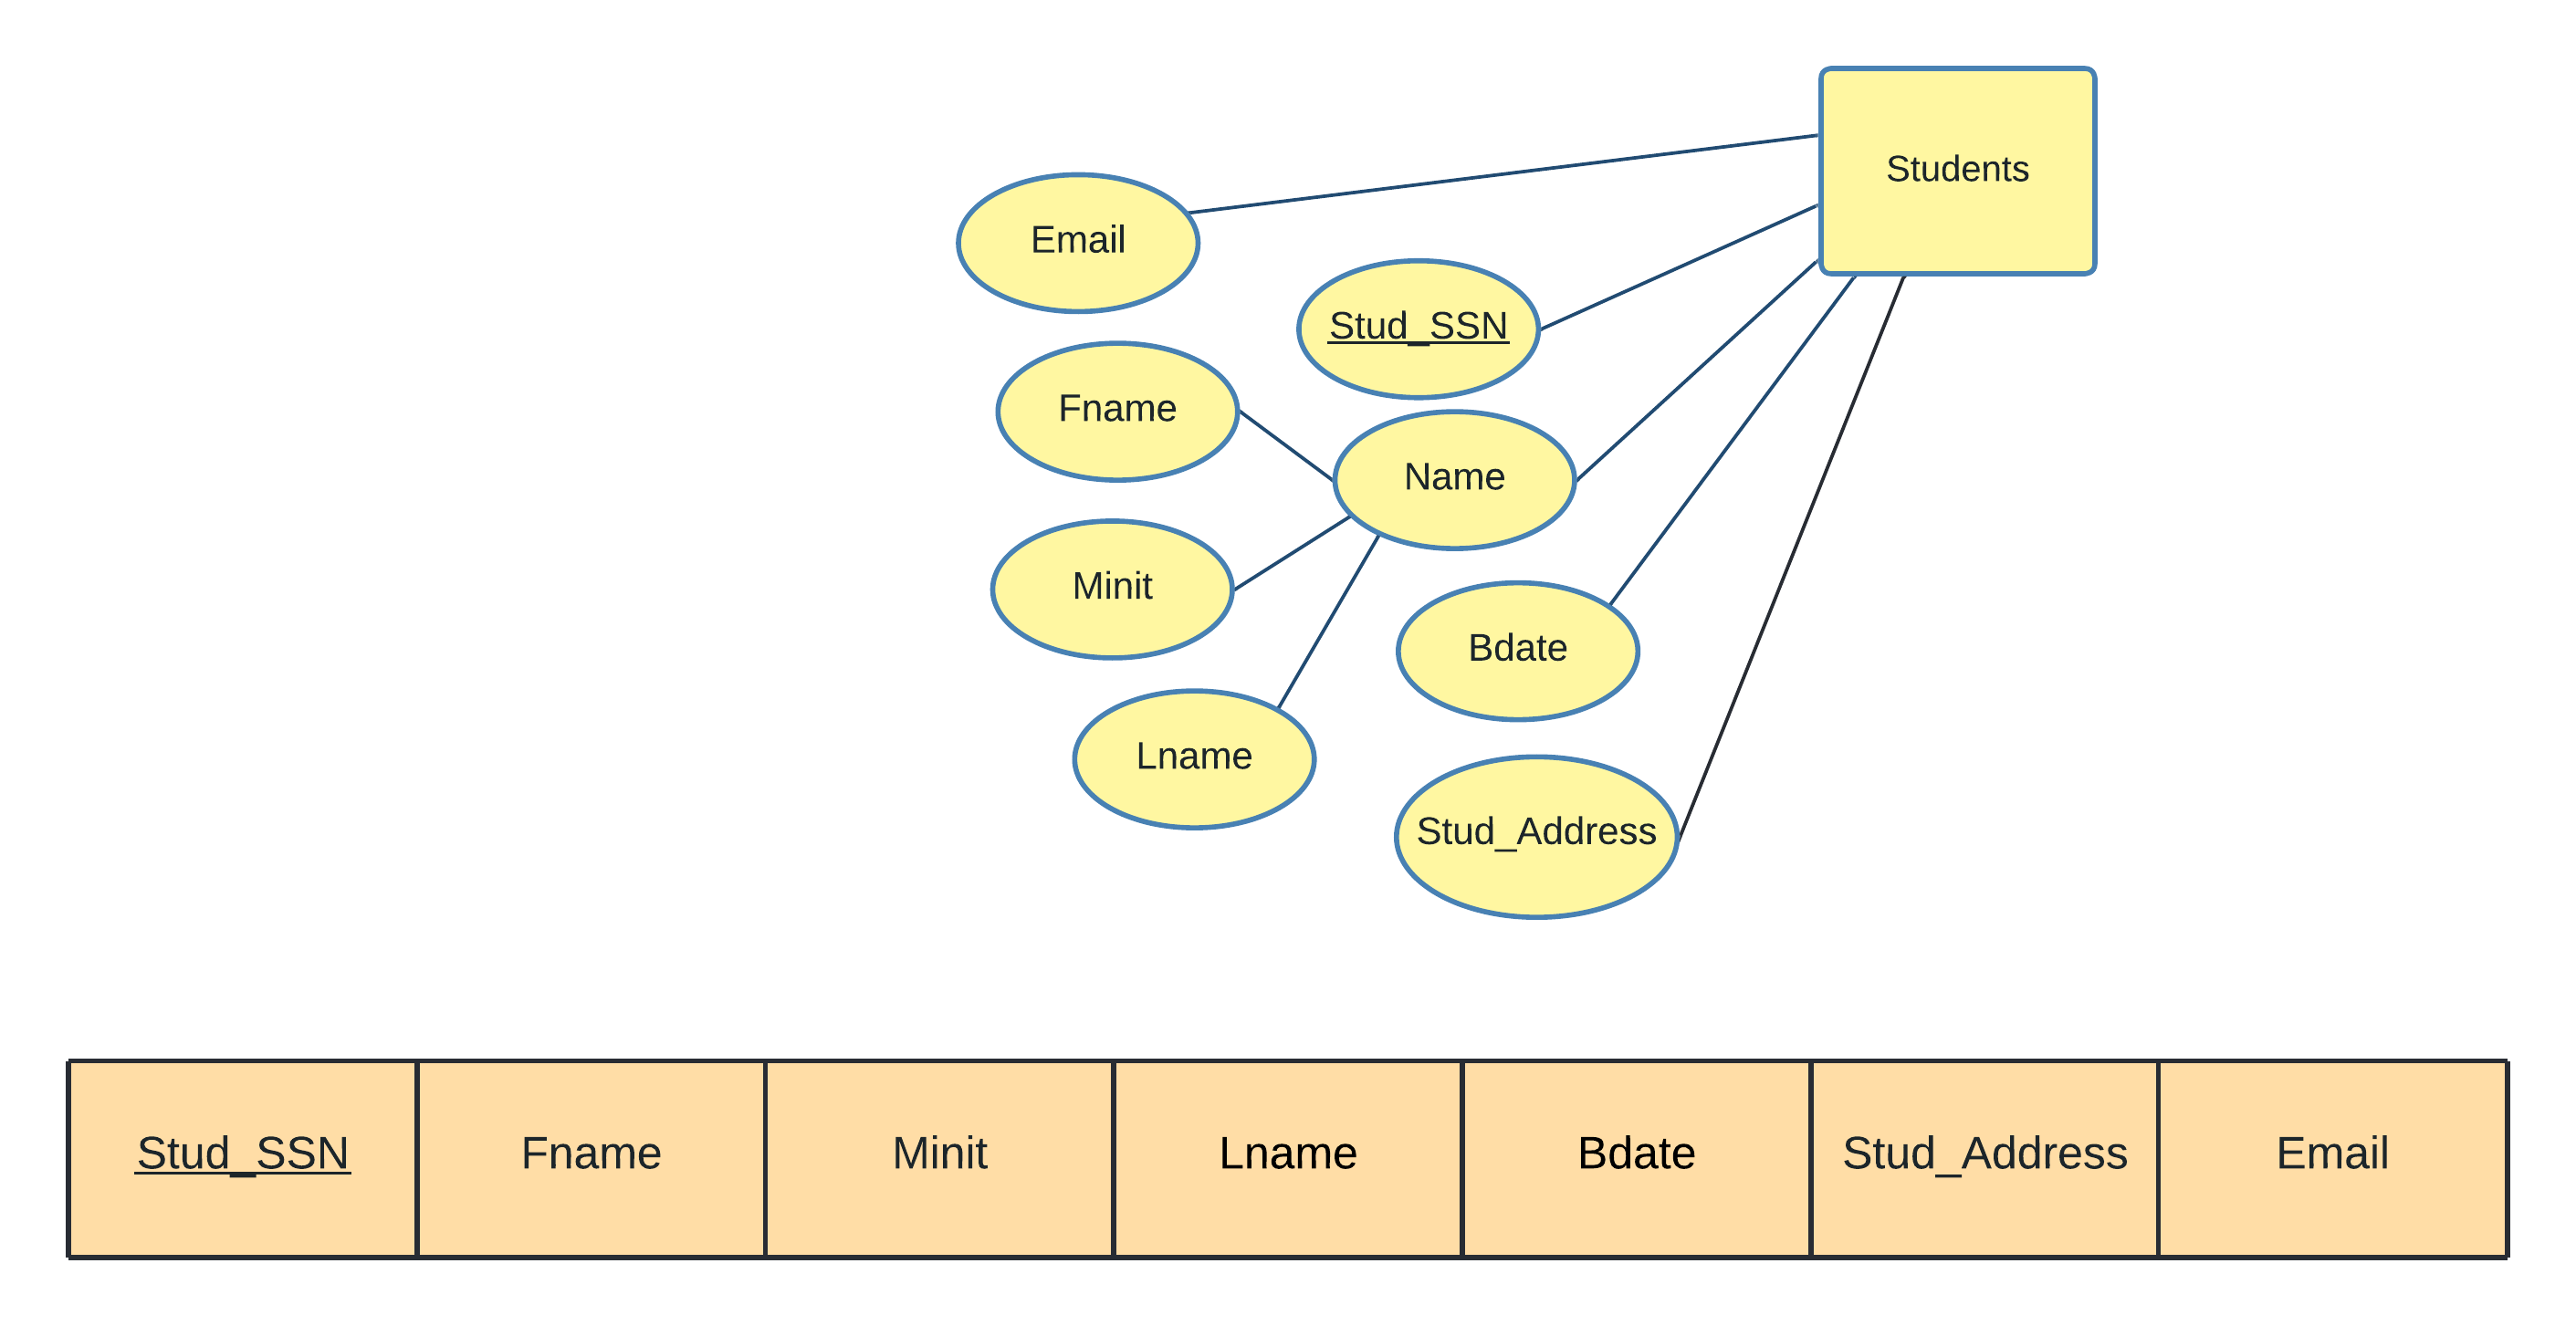 Students
Email
Stud_SSN
Fname
Name
Minit
Bdate
Lname
Stud_Address
Stud_SSN Fname Minit Lname Bdate Stud_Address Email